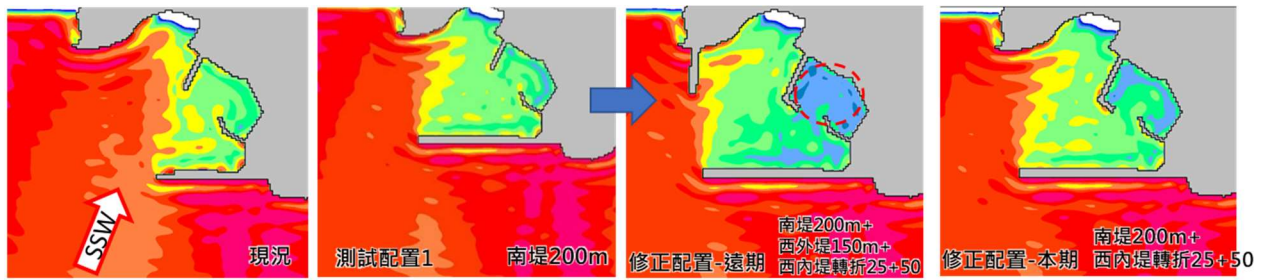 SSW
現況
測試配置1
南堤200m
修正配置-遠期
南堤200m+
西外堤150m+
西內堤轉折25+50
修正配置-本期
南堤200m+
西內堤轉折25+50